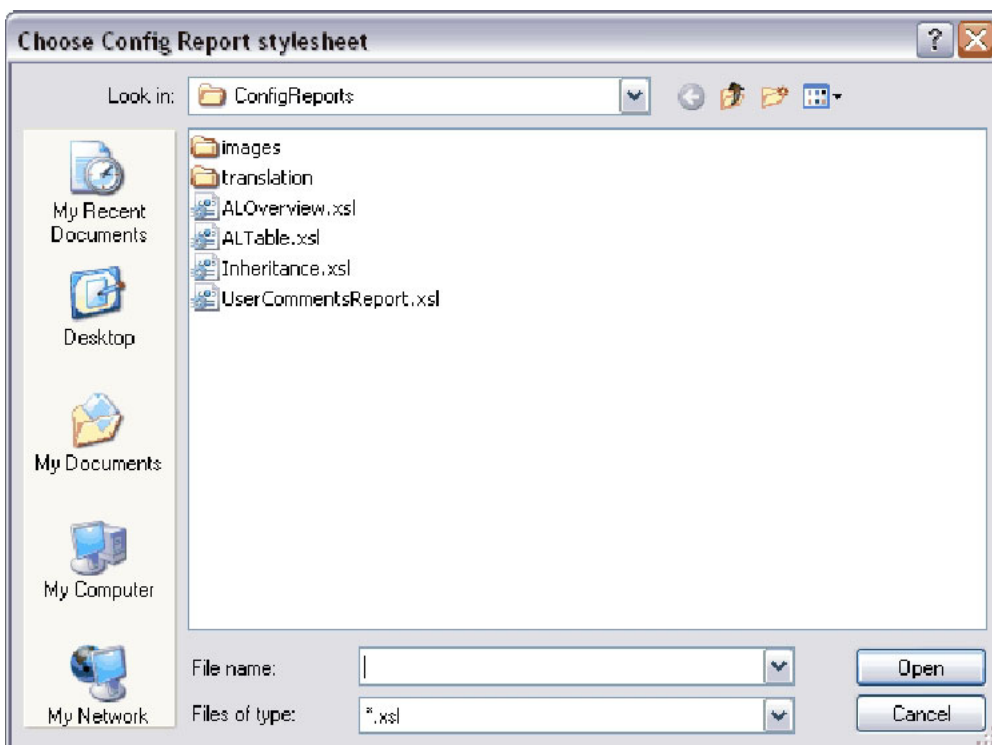 Choose Config Report stylesheet
Look in:
ConfigReports
My Recent
Documents
Desktop
My Documents
My Computer
My Network
images
translation
ALOverview.xsl
ALTable.xsl
Inheritance.xsl
UserCommentsReport.xsl
File name:
Open
Files of type:
*.xsl
Cancel